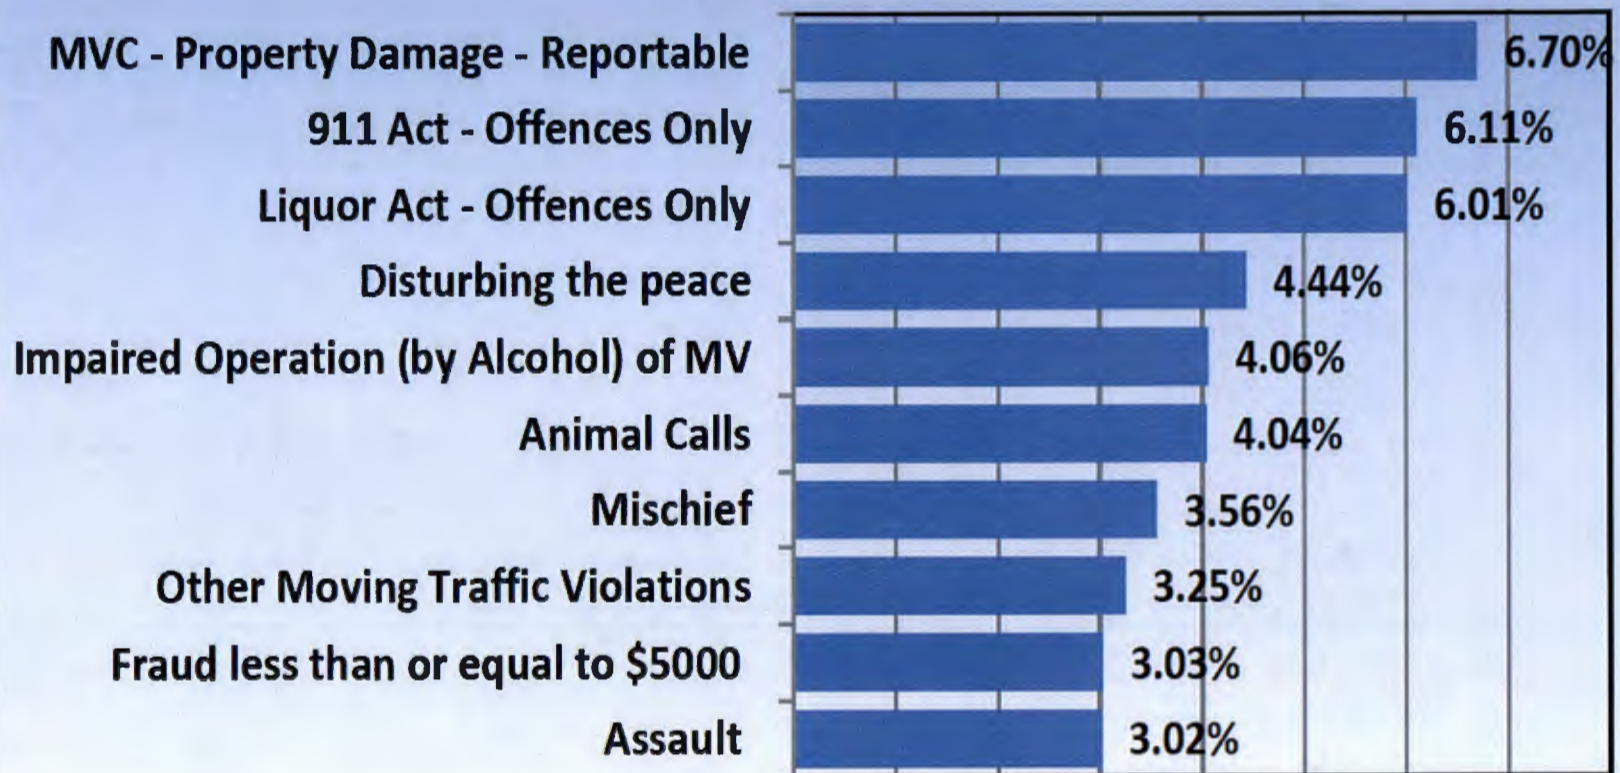 MVC - Property Damage - Reportable 6.70%
911 Act - Offences Only 6.11%
Liquor Act - Offences Only 6.01%
Disturbing the peace 4.44%
Impaired Operation (by Alcohol) of MV 4.06%
Animal Calls 4.04%
Mischief 3.56%
Other Moving Traffic Violations 3.25%
Fraud less than or equal to $5000 3.03%
Assault 3.02%